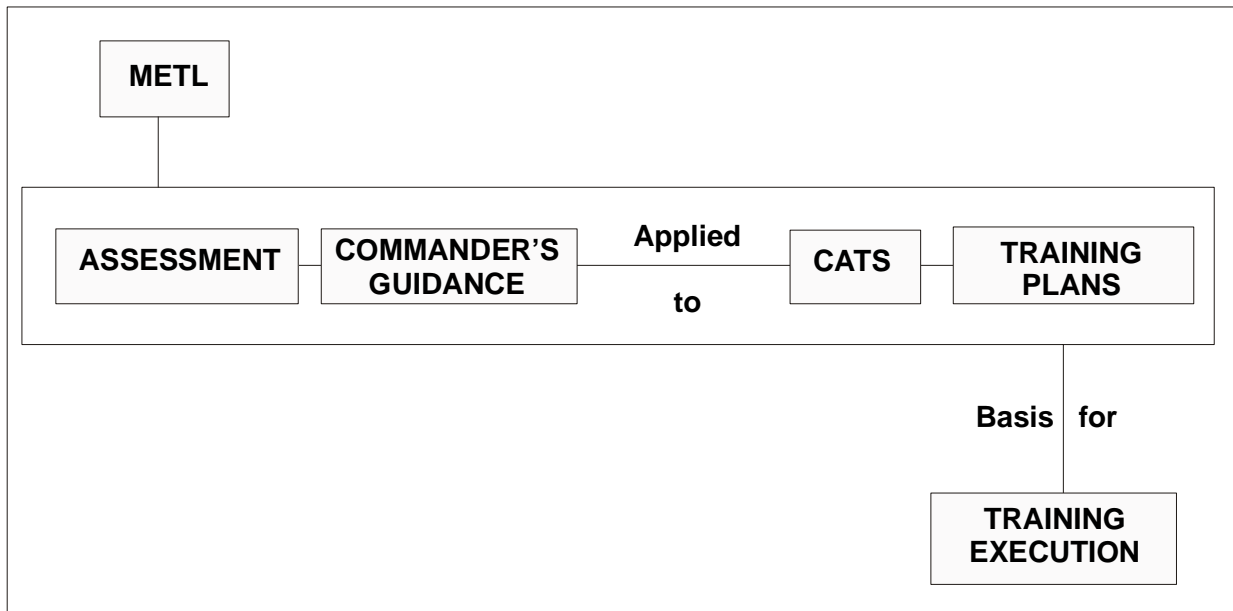 METL
ASSESSMENT
COMMANDER’S
GUIDANCE
Applied
to
CATS
TRAINING
PLANS
Basis for
TRAINING
EXECUTION